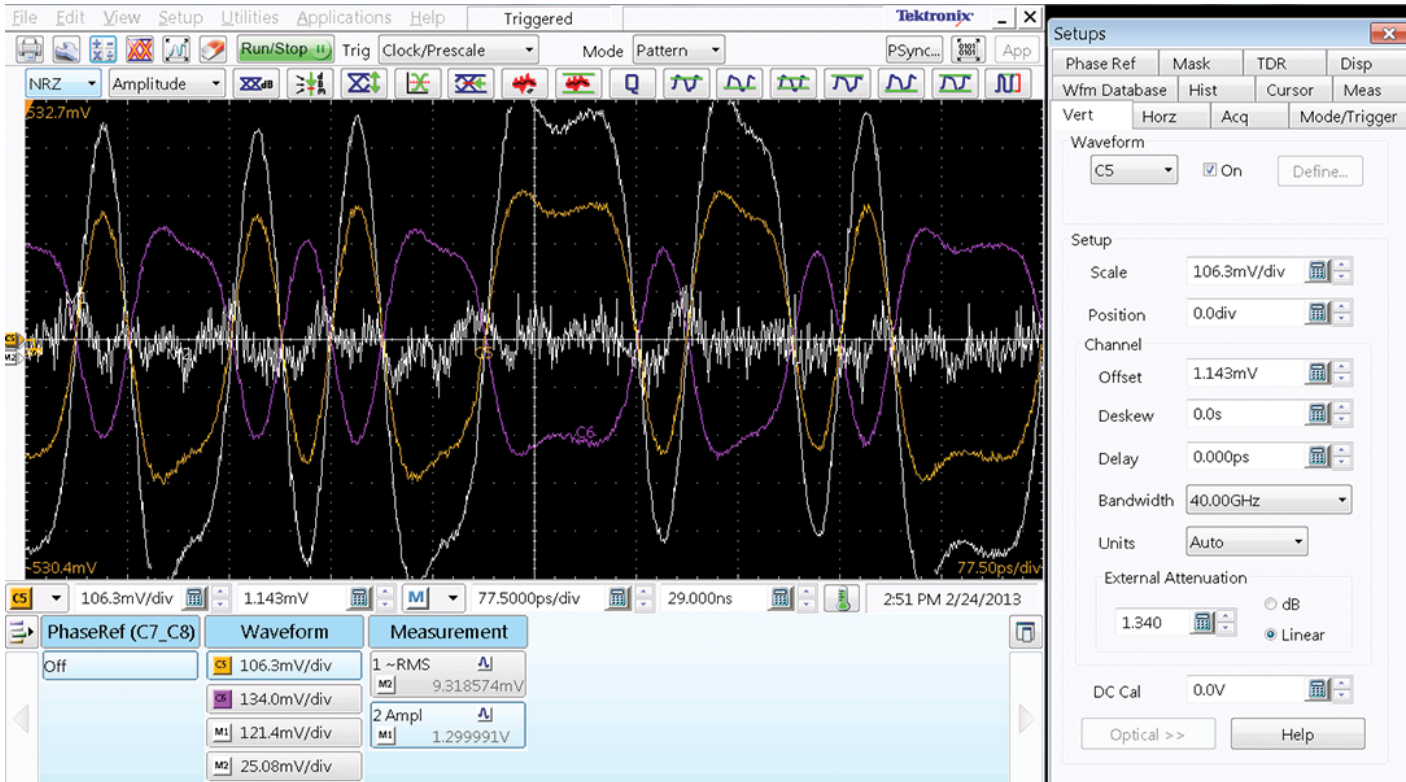 File Edit View Setup Utilities Applications Help Triggered Tektronix
Run/Stop Trig Clock/Prescale Mode Pattern PSync... App
NRZ Amplitude dB Q
532.7mV
C5
M2
C5
C6
-530.4mV 77.50ps/div
C5 106.3mV/div 1.143mV M 77.5000ps/div 29.000ns 2:51 PM 2/24/2013
PhaseRef (C7_C8) Waveform Measurement
Off C5 106.3mV/div 1 ~RMS
M2 9.318574mV
C6 134.0mV/div
2 Ampl
M1 121.4mV/div M1 1.299991V
M2 25.08mV/div
Setups
Phase Ref Mask TDR Disp
Wfm Database Hist Cursor Meas
Vert Horz Acq Mode/Trigger
Waveform
C5 On Define...
Setup
Scale 106.3mV/div
Position 0.0div
Channel
Offset 1.143mV
Deskew 0.0s
Delay 0.000ps
Bandwidth 40.00GHz
Units Auto
External Attenuation
dB
1.340
Linear
DC Cal 0.0V
Optical >> Help